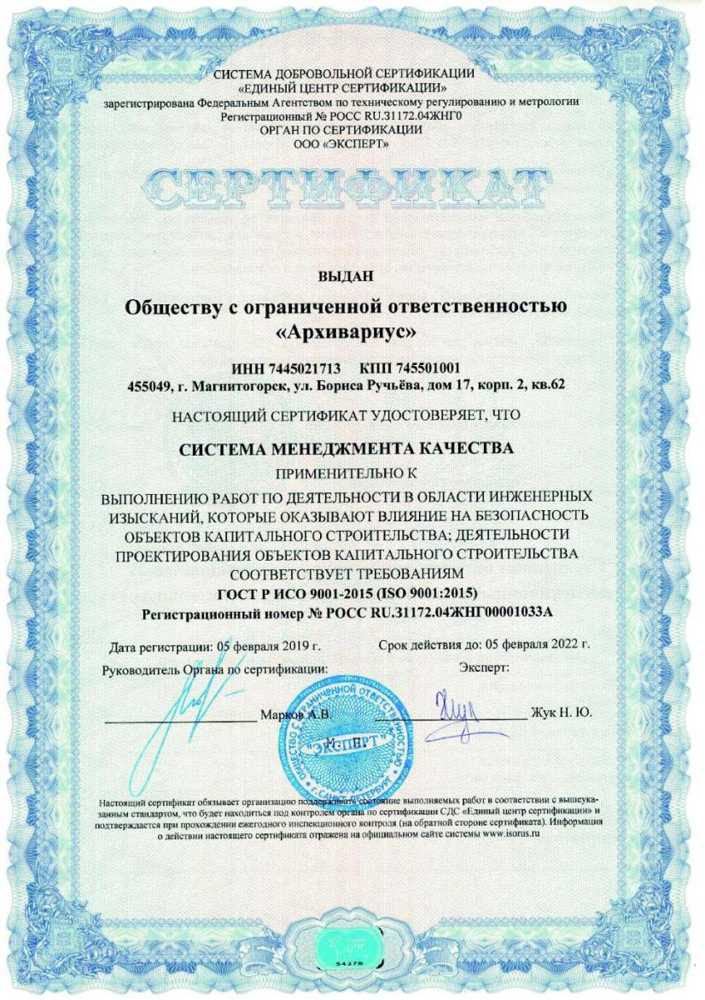 СИСТЕМА ДОБРОВОЛЬНОЙ СЕРТИФИКАЦИИ
«ЕДИНЫЙ ЦЕНТР СЕРТИФИКАЦИИ»
зарегистрирована Федеральным Агентством по техническому регулированию и метрологии
Регистрационный № РОСС RU.31172.04ЖНГ0
ОРГАН ПО СЕРТИФИКАЦИИ
ООО «ЭКСПЕРТ»
СЕРТИФИКАТ
ВЫДАН
Обществу с ограниченной ответственностью
«Архивариус»
ИНН 7445021713 КПП 745501001
455049, г. Магнитогорск, ул. Бориса Ручьёва, дом 17, корп. 2, кв.62
НАСТОЯЩИЙ СЕРТИФИКАТ УДОСТОВЕРЯЕТ, ЧТО
СИСТЕМА МЕНЕДЖМЕНТА КАЧЕСТВА
ПРИМЕНИТЕЛЬНО К
ВЫПОЛНЕНИЮ РАБОТ ПО ДЕЯТЕЛЬНОСТИ В ОБЛАСТИ ИНЖЕНЕРНЫХ
ИЗЫСКАНИЙ, КОТОРЫЕ ОКАЗЫВАЮТ ВЛИЯНИЕ НА БЕЗОПАСНОСТЬ
ОБЪЕКТОВ КАПИТАЛЬНОГО СТРОИТЕЛЬСТВА; ДЕЯТЕЛЬНОСТИ
ПРОЕКТИРОВАНИЯ ОБЪЕКТОВ КАПИТАЛЬНОГО СТРОИТЕЛЬСТВА
СООТВЕТСТВУЕТ ТРЕБОВАНИЯМ
ГОСТ Р ИСО 9001-2015 (ISO 9001:2015)
Регистрационный номер № РОСС RU.31172.04ЖНГ00001033А
Дата регистрации: 05 февраля 2019 г. Срок действия до: 05 февраля 2022 г.
Руководитель Органа по сертификации: Эксперт:
Марков А.В. Жук Н. Ю.
ОБЩЕСТВО С ОГРАНИЧЕННОЙ ОТВЕТСТВЕННОСТЬЮ
"ЭКСПЕРТ"
М. П.
Г. САНКТ-ПЕТЕРБУРГ
Настоящий сертификат обязывает организацию поддерживать состояние выполняемых работ в соответствии с вышеука-
занным стандартом, что будет находиться под контролем органа по сертификации СДС «Единый центр сертификации» и
подтверждается при прохождении ежегодного инспекционного контроля (на обратной стороне сертификата). Информация
о действии настоящего сертификата отражена на официальном сайте системы www.isorus.ru
54276